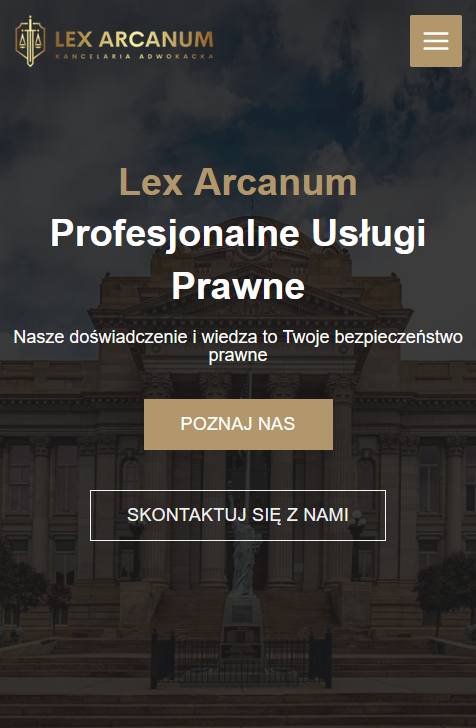 LEX ARCANUM
KANCELARIA ADWOKACKA
Lex Arcanum
Profesjonalne Usługi
Prawne
Nasze doświadczenie i wiedza to Twoje bezpieczeństwo
prawne
POZNAJ NAS
SKONTAKTUJ SIĘ Z NAMI